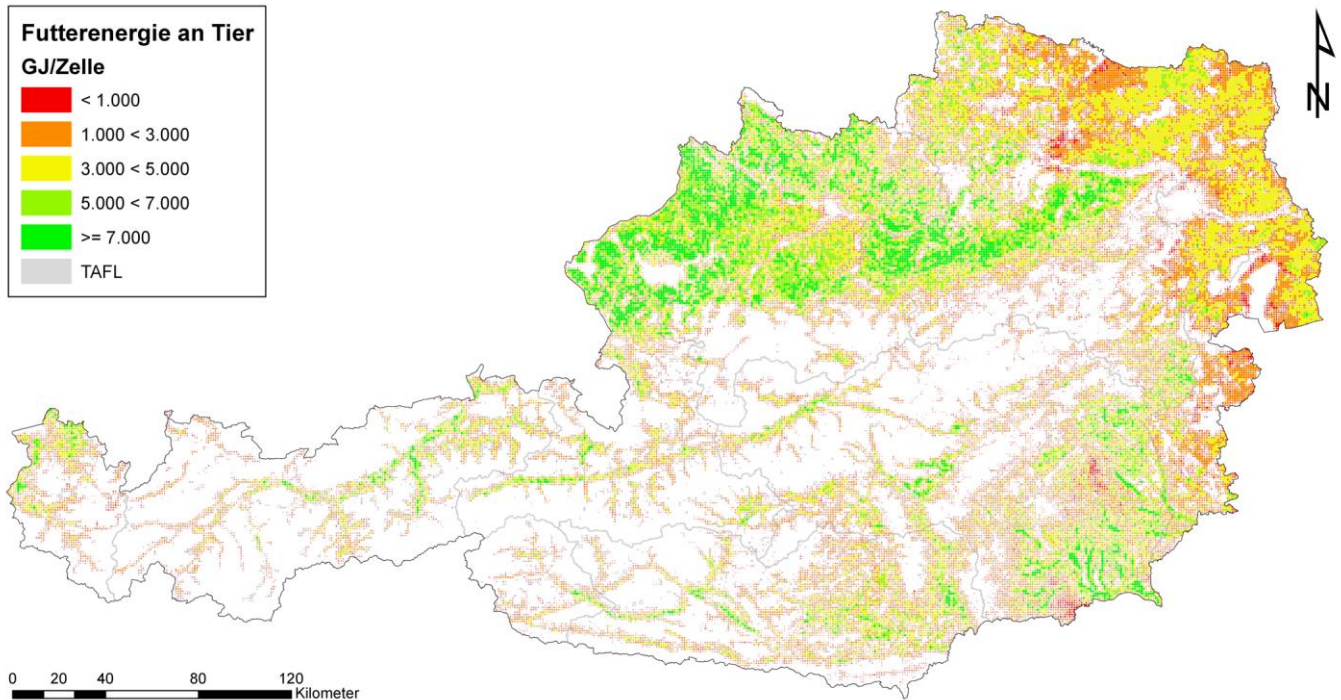 Futterenergie an Tier
GJ/Zelle
< 1.000
1.000 < 3.000
3.000 < 5.000
5.000 < 7.000
>= 7.000
TAFL
N
0 20 40 80 120
Kilometer